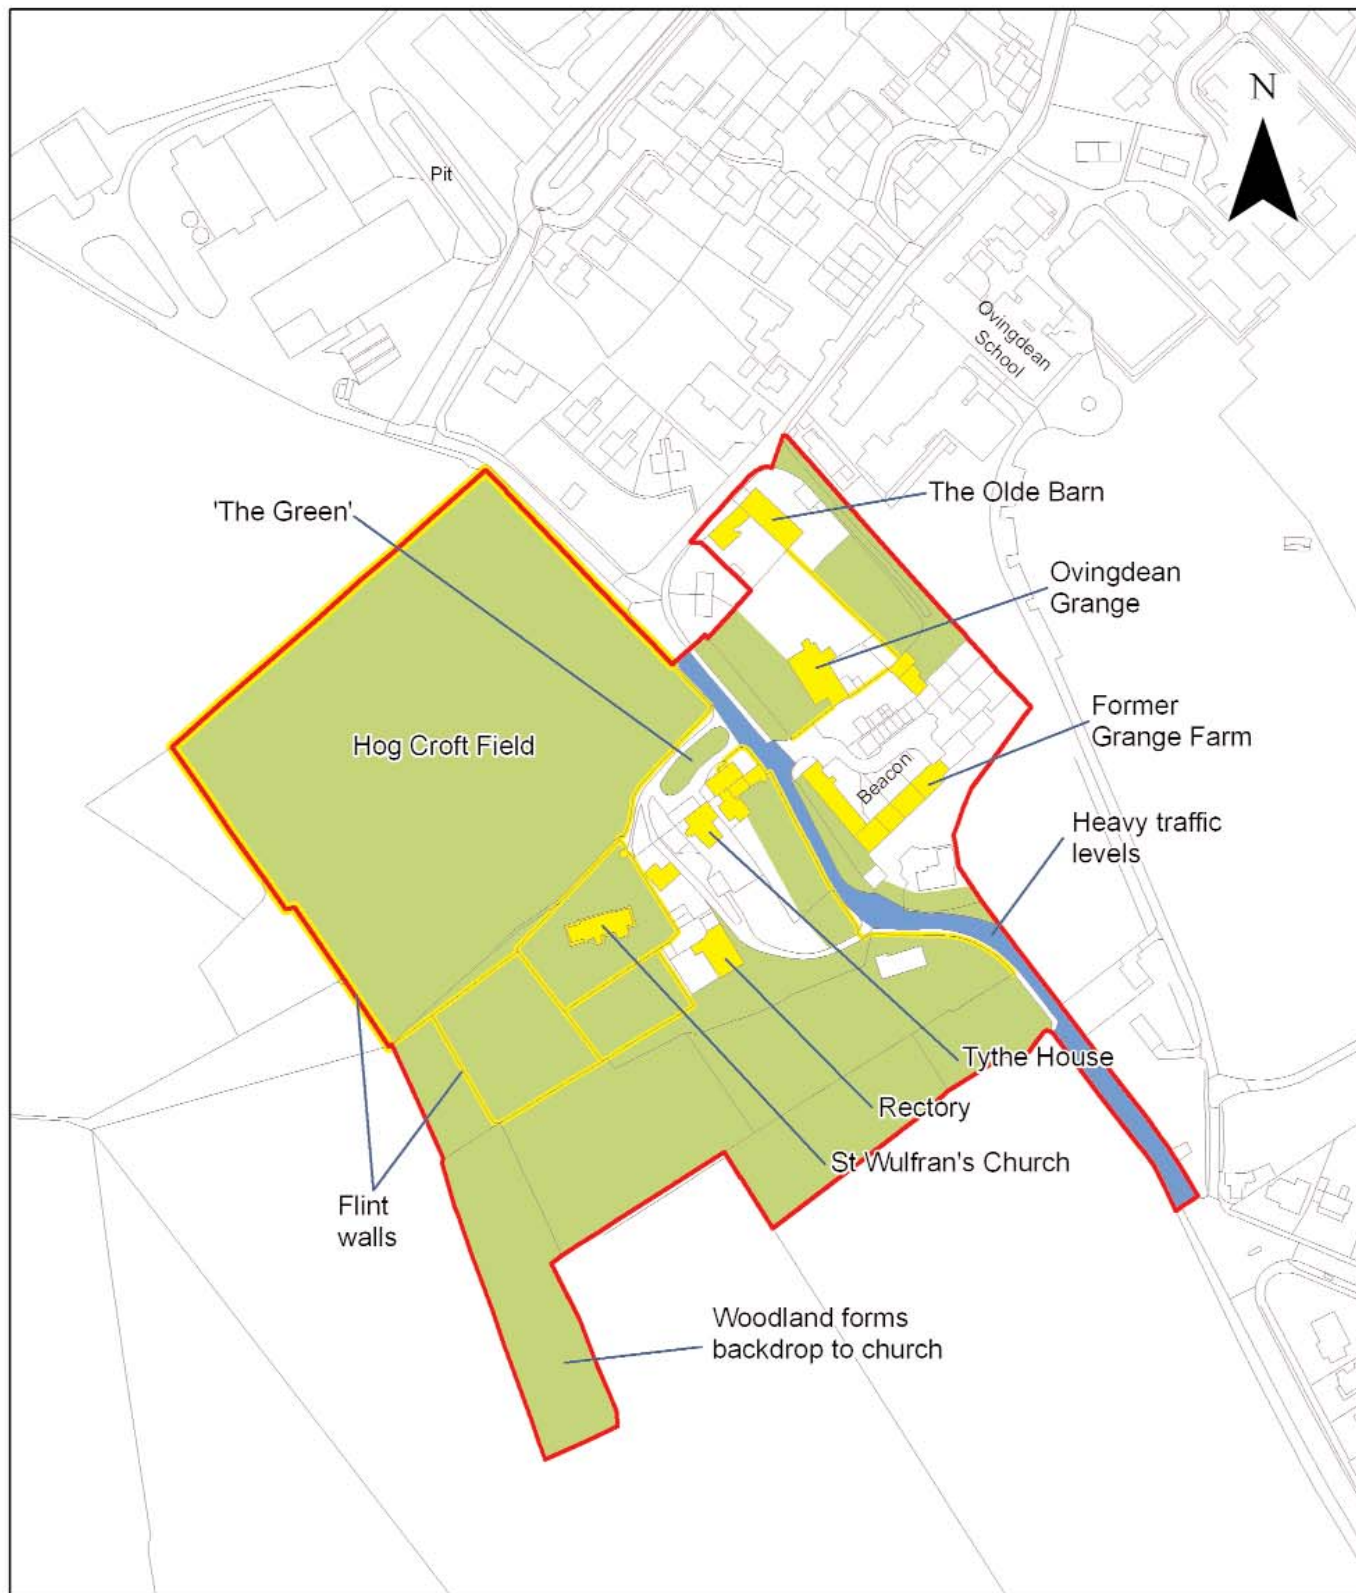 N
Pit
Ovingdean
School
The Olde Barn
'The Green'
Ovingdean
Grange
Former
Grange Farm
Hog Croft Field
Beacon
Heavy traffic
levels
Tythe House
Rectory
St Wulfran's Church
Flint
walls
Woodland forms
backdrop to church